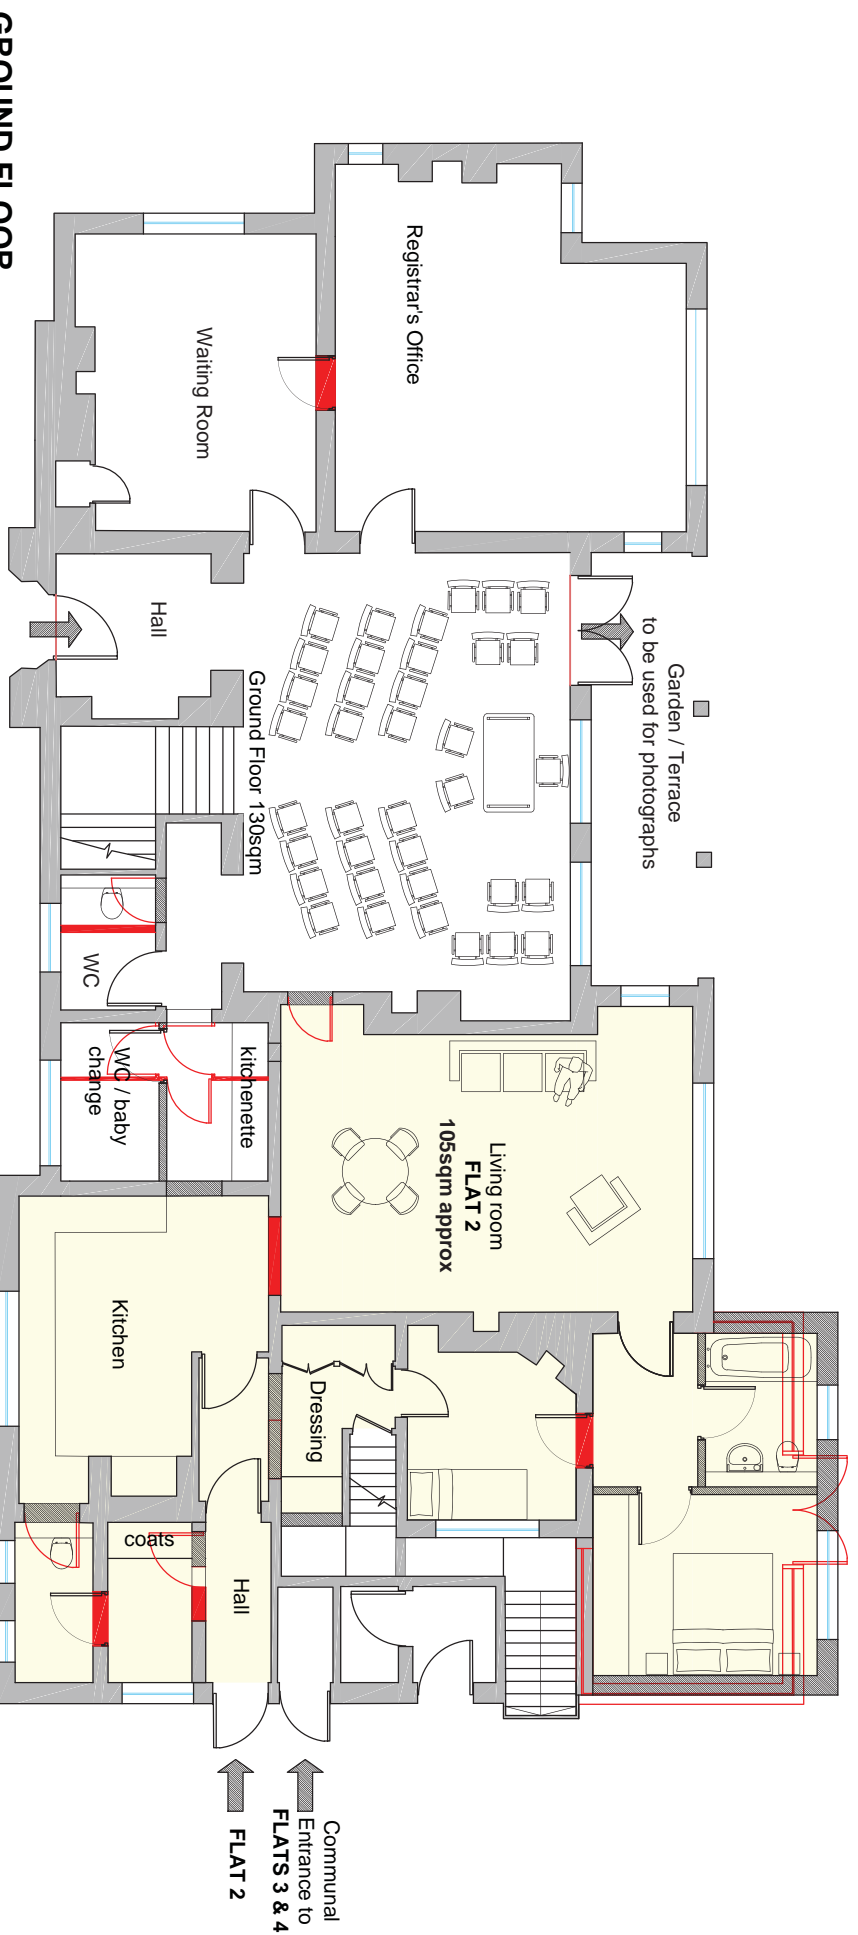 GROUND FLOOR
Registrar's Office
Waiting Room
Hall
Garden / Terrace
to be used for photographs
Ground Floor 130sqm
WC
WC / baby
change
kitchenette
Living room
FLAT 2
105sqm approx
Kitchen
Dressing
coats
Hall
Communal
Entrance to
FLATS 3 & 4
FLAT 2